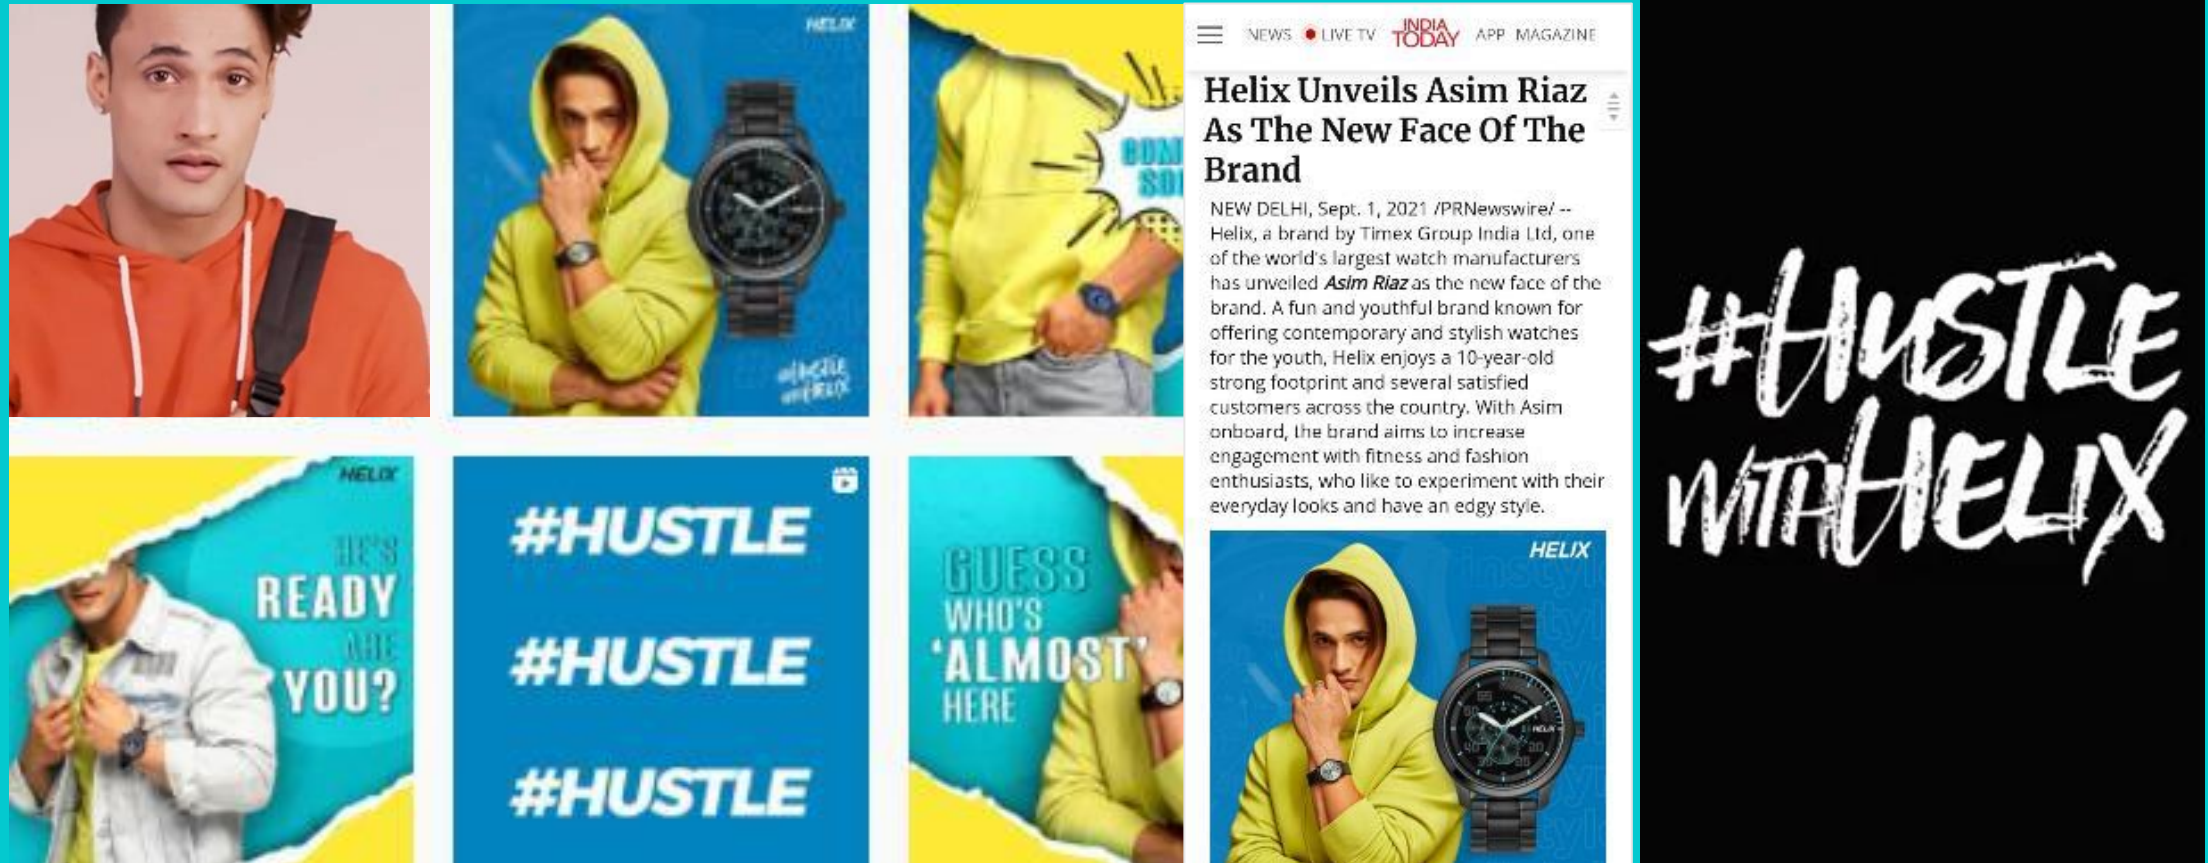 HELIX
#HUSTLE
WITHHELIX
HELIX
HE'S
READY
ARE
YOU?
#HUSTLE
#HUSTLE
#HUSTLE
GUESS
WHO'S
'ALMOST'
HERE
NEWS LIVE TV INDIA TODAY APP MAGAZINE
Helix Unveils Asim Riaz
As The New Face Of The
Brand
NEW DELHI, Sept. 1, 2021 /PRNewswire/ --
Helix, a brand by Timex Group India Ltd, one
of the world's largest watch manufacturers
has unveiled Asim Riaz as the new face of the
brand. A fun and youthful brand known for
offering contemporary and stylish watches
for the youth, Helix enjoys a 10-year-old
strong footprint and several satisfied
customers across the country. With Asim
onboard, the brand aims to increase
engagement with fitness and fashion
enthusiasts, who like to experiment with their
everyday looks and have an edgy style.
HELIX
HELIX
#HUSTLE
WITHHELIX